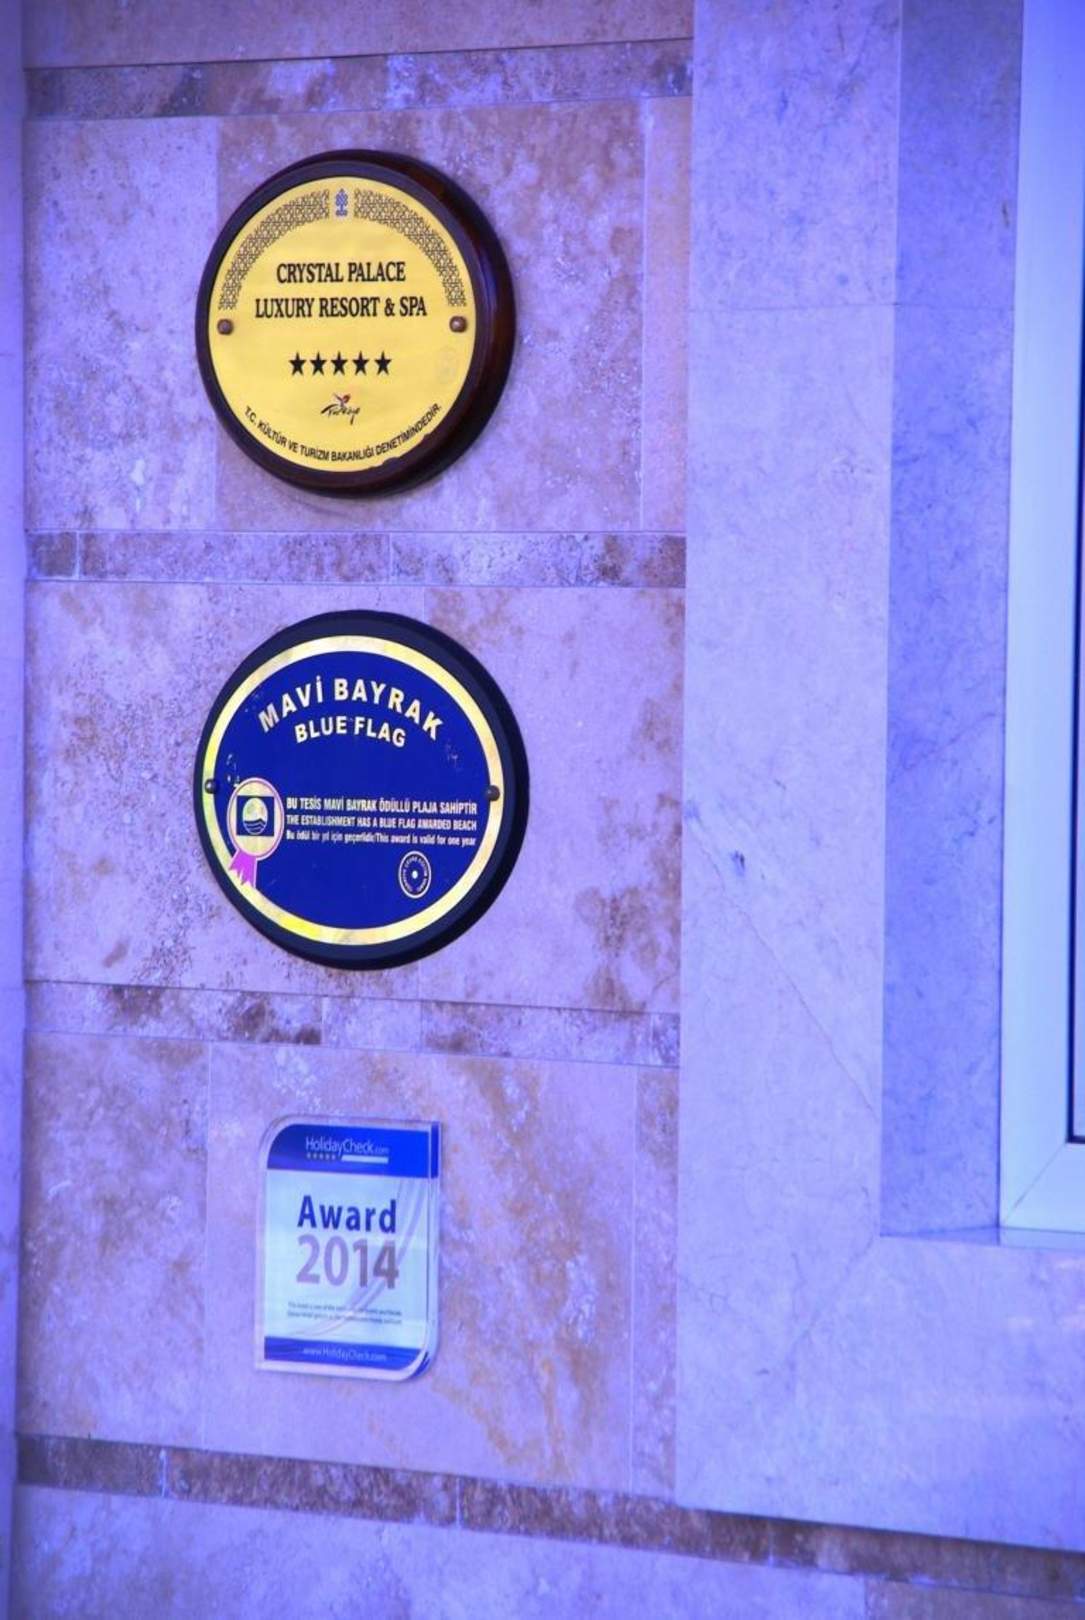 CRYSTAL PALACE
LUXURY RESORT & SPA
Türkiye
T.C. KÜLTÜR VE TURİZM BAKANLIĞI DENETİMİNDEDİR.
MAVİ BAYRAK
BLUE FLAG
BU TESİS MAVİ BAYRAK ÖDÜLLÜ PLAJA SAHİPTİR
THE ESTABLISHMENT HAS A BLUE FLAG AWARDED BEACH
Bu ödül bir yıl için geçerlidir/This award is valid for one year
HolidayCheck.com
Award
2014
www.HolidayCheck.com